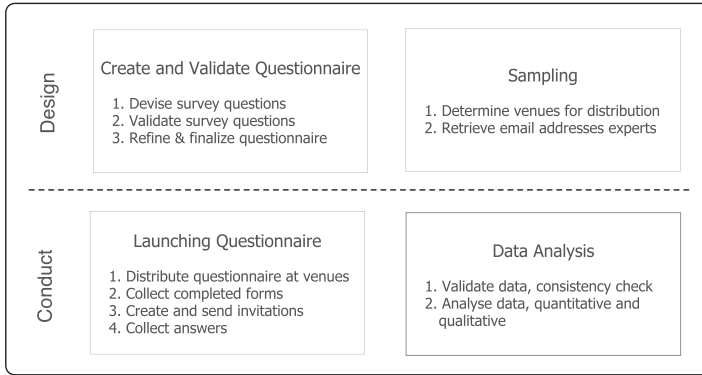 Design
Create and Validate Questionnaire
1. Devise survey questions
2. Validate survey questions
3. Refine & finalize questionnaire
Sampling
1. Determine venues for distribution
2. Retrieve email addresses experts
Conduct
Launching Questionnaire
1. Distribute questionnaire at venues
2. Collect completed forms
3. Create and send invitations
4. Collect answers
Data Analysis
1. Validate data, consistency check
2. Analyse data, quantitative and
qualitative